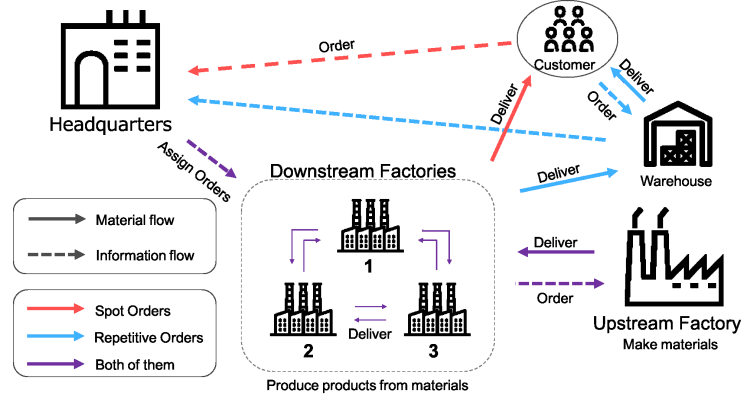 Order
Customer
Deliver
Order
Deliver
Headquarters
Assign Orders
Downstream Factories
Deliver
Warehouse
Material flow
Information flow
1
Deliver
Order
Spot Orders
Repetitive Orders
Both of them
2
Deliver
3
Upstream Factory
Make materials
Produce products from materials